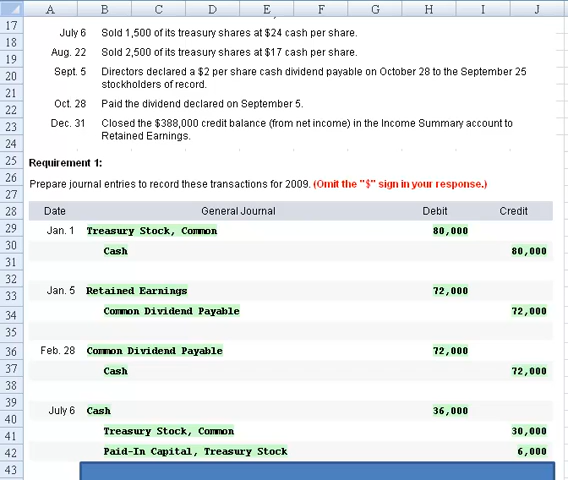 A B C D E F G H I J
17
18 July 6 Sold 1,500 of its treasury shares at $24 cash per share.
19 Aug. 22 Sold 2,500 of its treasury shares at $17 cash per share.
20 Sept. 5 Directors declared a $2 per share cash dividend payable on October 28 to the September 25
21 stockholders of record.
22 Oct. 28 Paid the dividend declared on September 5.
23 Dec. 31 Closed the $388,000 credit balance (from net income) in the Income Summary account to
24 Retained Earnings.
25 Requirement 1:
26
27 Prepare journal entries to record these transactions for 2009. (Omit the "$" sign in your response.)
28 Date General Journal Debit Credit
29 Jan. 1 Treasury Stock, Common 80,000
30 Cash 80,000
31
32
33 Jan. 5 Retained Earnings 72,000
34 Common Dividend Payable 72,000
35
36 Feb. 28 Common Dividend Payable 72,000
37 Cash 72,000
38
39
40 July 6 Cash 36,000
41 Treasury Stock, Common 30,000
42 Paid-In Capital, Treasury Stock 6,000
43